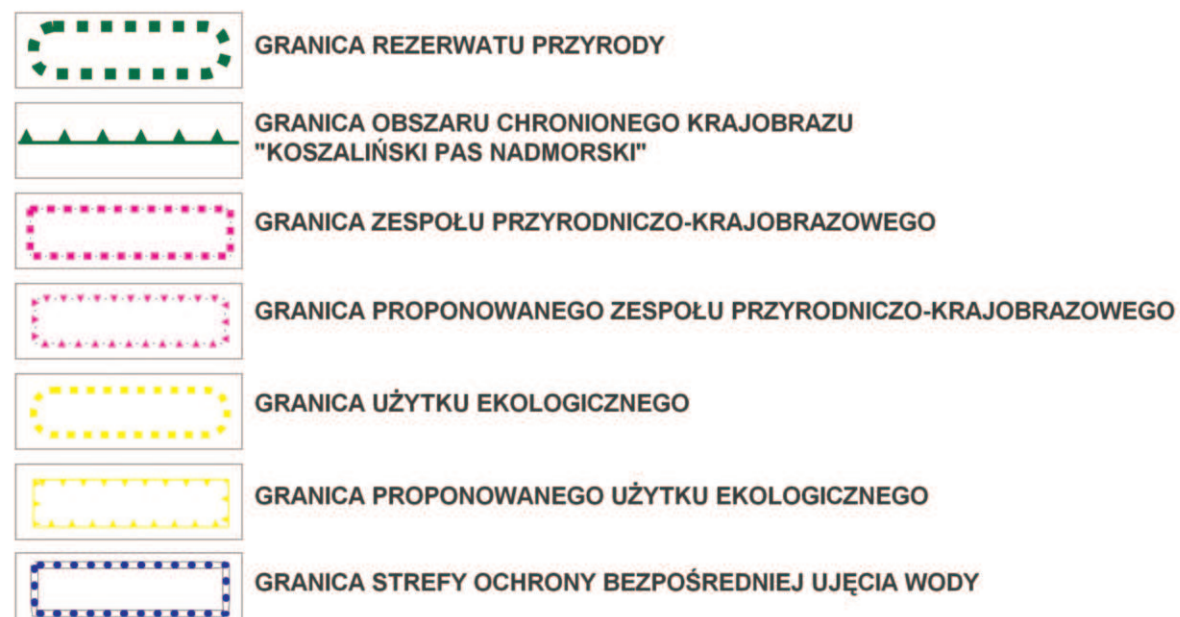 GRANICA REZERWATU PRZYRODY
GRANICA OBSZARU CHRONIONEGO KRAJOBRAZU
"KOSZALIŃSKI PAS NADMORSKI"
GRANICA ZESPOŁU PRZYRODNICZO-KRAJOBRAZOWEGO
GRANICA PROPONOWANEGO ZESPOŁU PRZYRODNICZO-KRAJOBRAZOWEGO
GRANICA UŻYTKU EKOLOGICZNEGO
GRANICA PROPONOWANEGO UŻYTKU EKOLOGICZNEGO
GRANICA STREFY OCHRONY BEZPOŚREDNIEJ UJĘCIA WODY